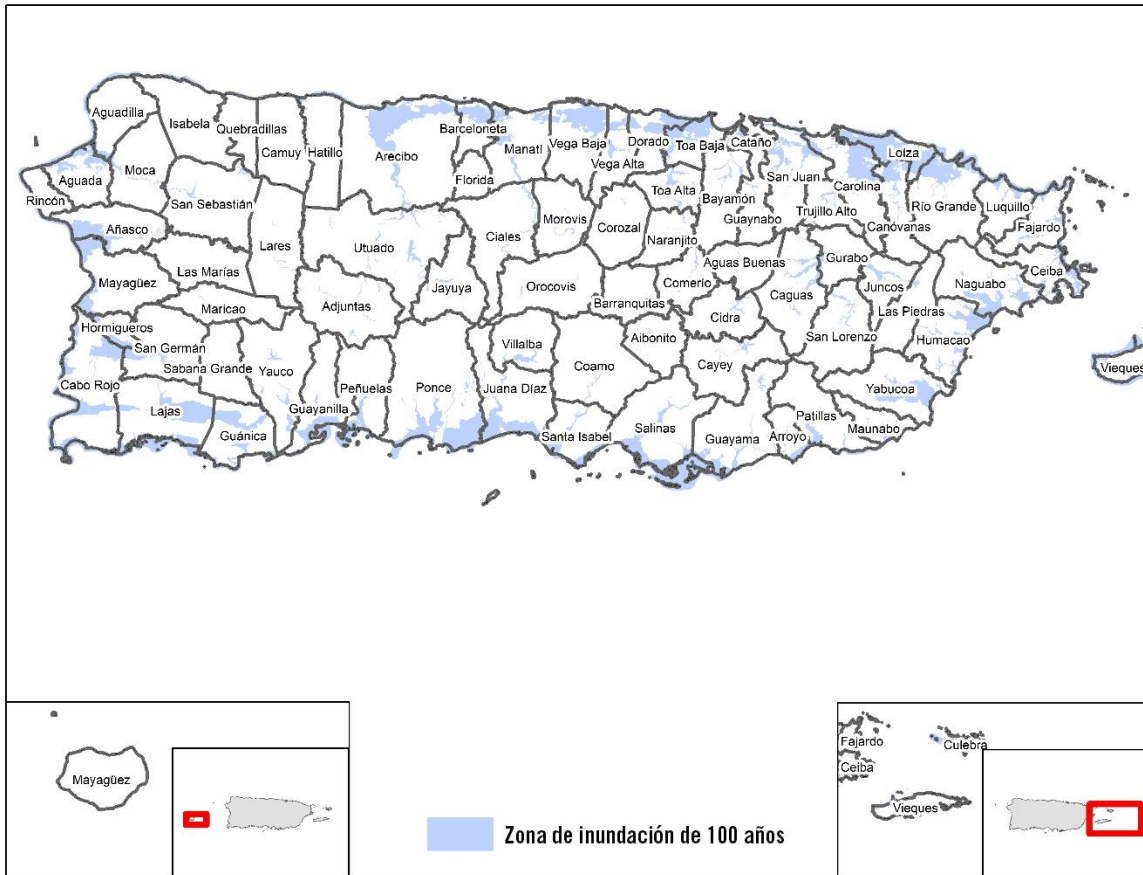 Aguadilla
Isabela
Quebradillas
Camuy
Hatillo
Arecibo
Barceloneta
Manatí
Vega Baja
Vega Alta
Dorado
Toa Baja
Cataño
San Juan
Loíza
Carolina
Moca
Aguada
Rincón
San Sebastián
Añasco
Lares
Utuado
Florida
Ciales
Morovis
Corozal
Toa Alta
Naranjito
Bayamón
Guaynabo
Trujillo Alto
Canóvanas
Río Grande
Luquillo
Fajardo
Ceiba
Mayagüez
Las Marías
Maricao
Adjuntas
Jayuya
Orocovis
Barranquitas
Comerío
Aguas Buenas
Cidra
Caguas
Gurabo
Juncos
Las Piedras
Naguabo
Humacao
Vieques
Hormigueros
San Germán
Sabana Grande
Cabo Rojo
Lajas
Guánica
Yauco
Guayanilla
Peñuelas
Ponce
Villalba
Juana Díaz
Coamo
Aibonito
Cayey
San Lorenzo
Yabucoa
Santa Isabel
Salinas
Guayama
Arroyo
Patillas
Maunabo
Mayagüez
Zona de inundación de 100 años
Fajardo
Ceiba
Culebra
Vieques